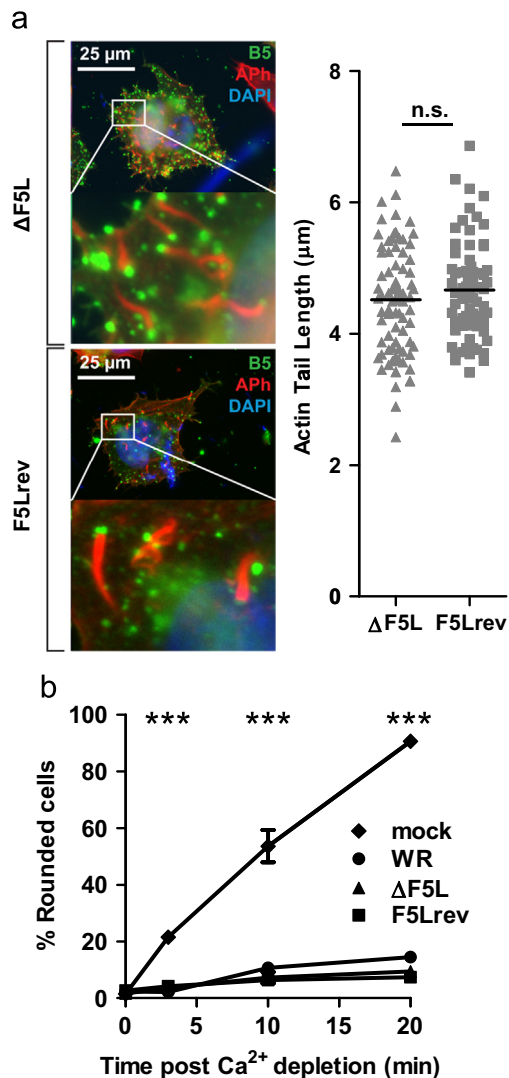 a
ΔF5L
25 µm
B5
APh
DAPI
F5Lrev
25 µm
B5
APh
DAPI
Actin Tail Length (µm)
8
6
4
2
0
n.s.
ΔF5L
F5Lrev
b
% Rounded cells
100
80
60
40
20
0
***
***
***
mock
WR
ΔF5L
F5Lrev
0
5
10
15
20
Time post Ca²⁺ depletion (min)